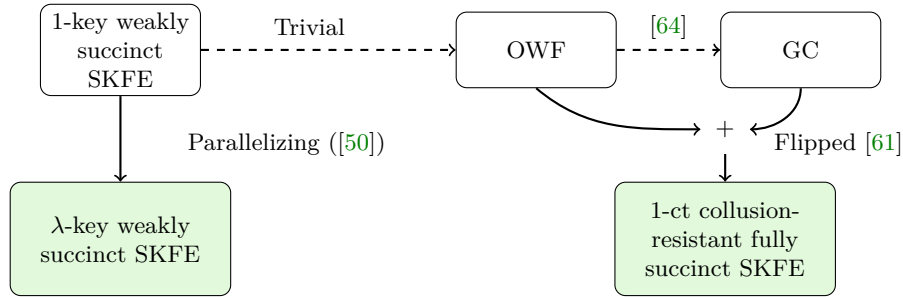 1-key weakly
succinct
SKFE
Trivial
OWF
[64]
GC
+
Parallelizing ([50])
Flipped [61]
λ-key weakly
succinct SKFE
1-ct collusion-
resistant fully
succinct SKFE